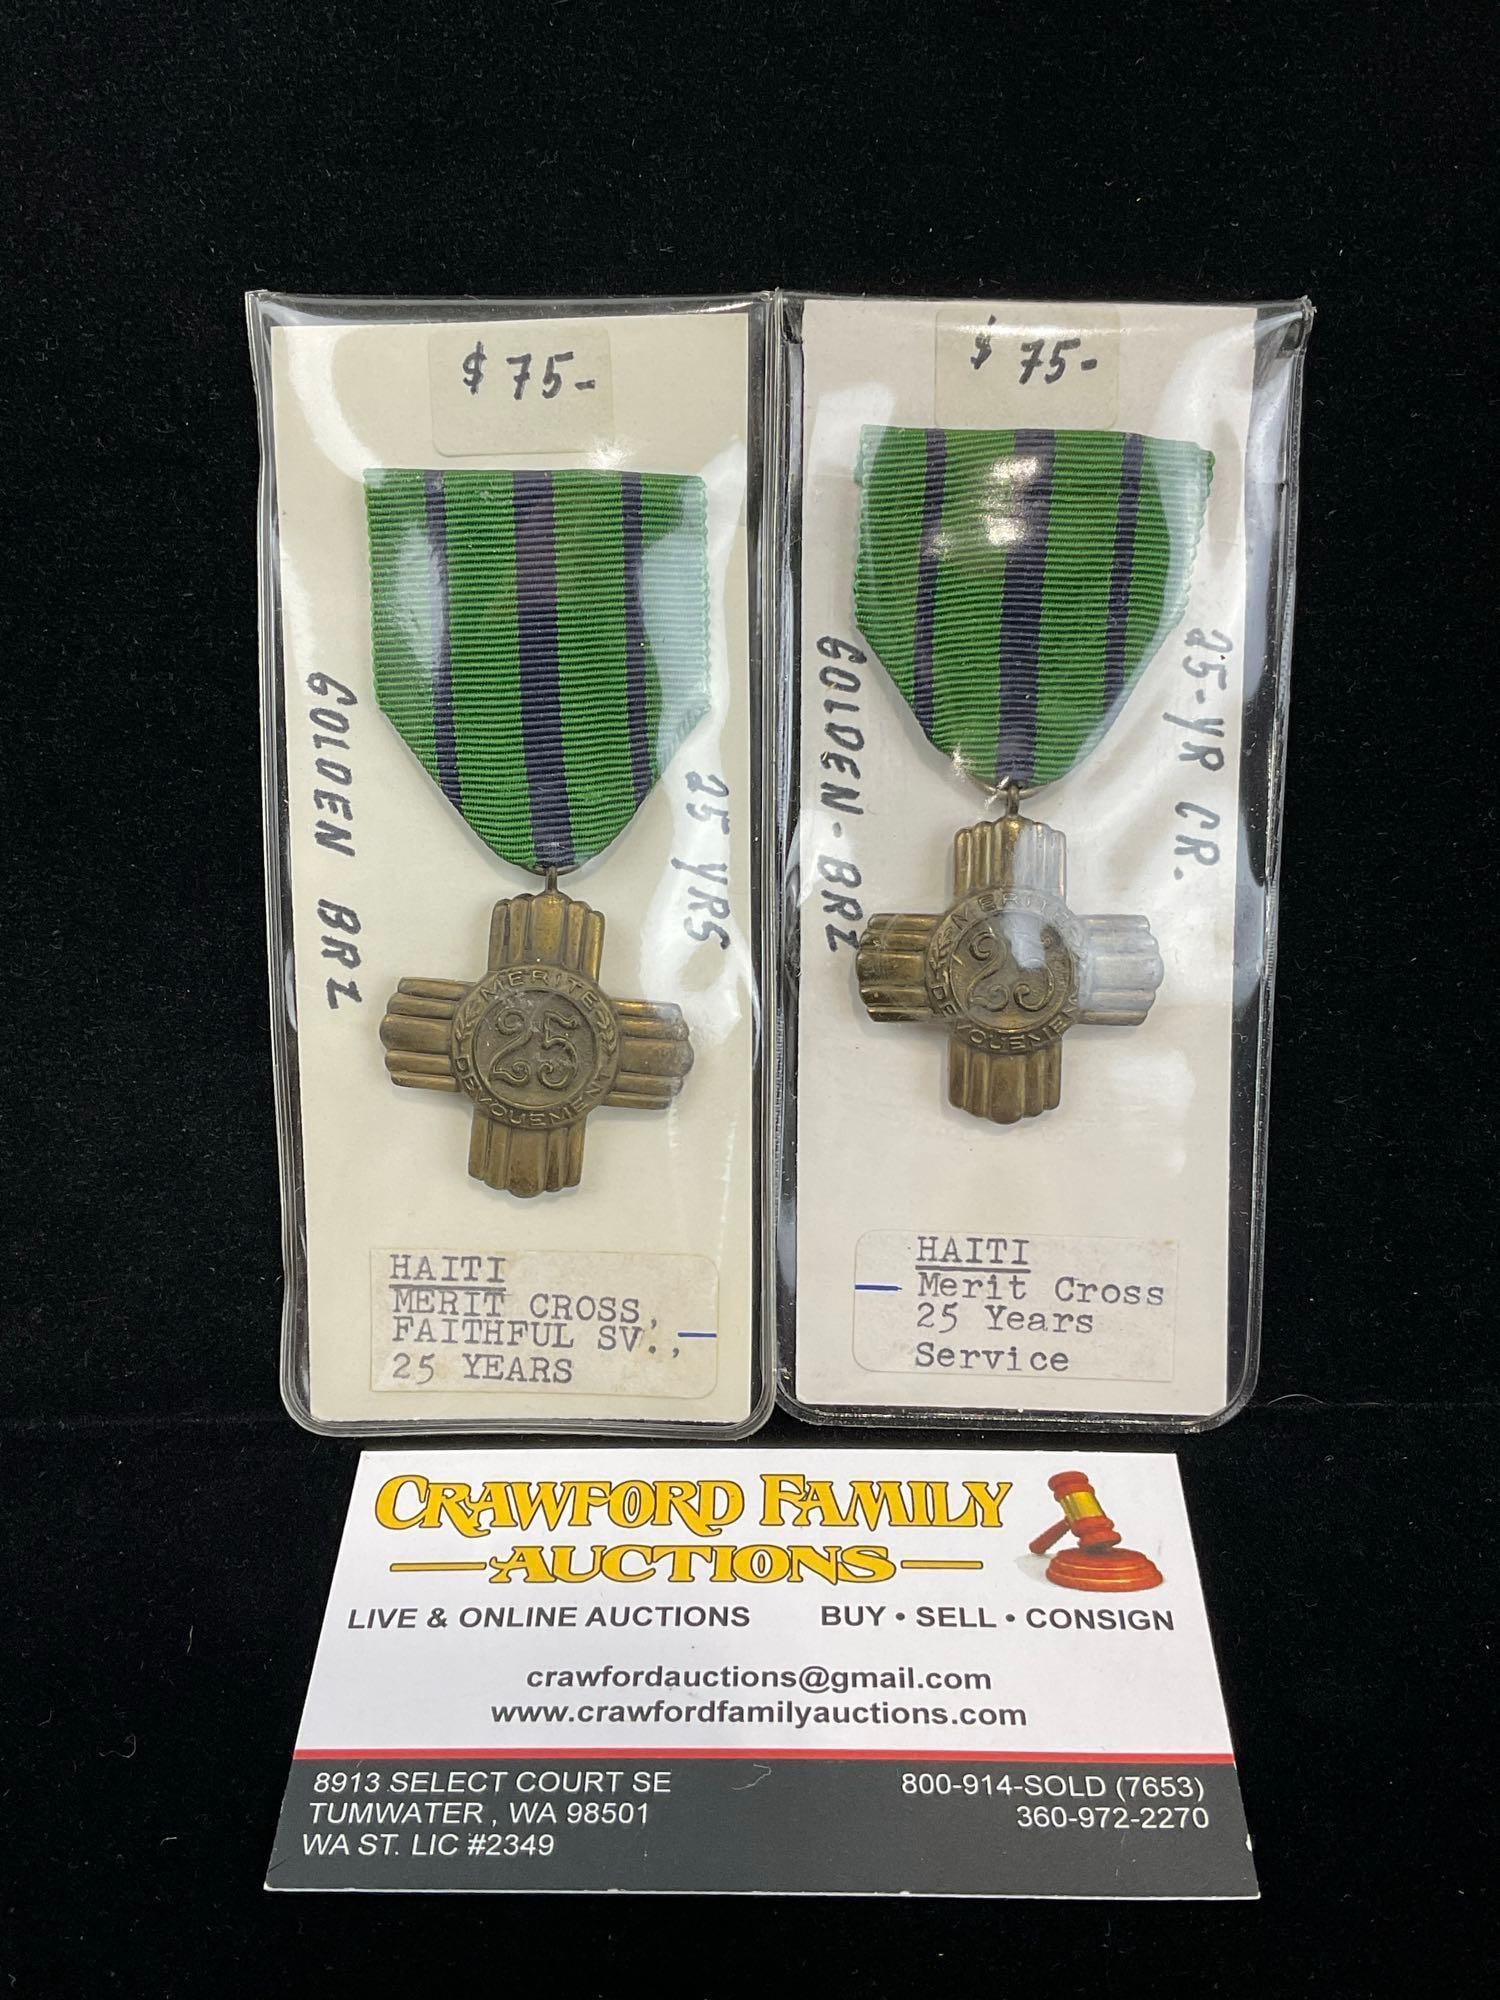 $ 75-
GOLDEN BRZ
25 YRS
MERITE
25
DEVOUEMENT
HAITI
MERIT CROSS,
FAITHFUL SV.,
25 YEARS
$ 75-
GOLDEN-BRZ
25-YR CR.
MERITE
25
DEVOUEMENT
HAITI
Merit Cross
25 Years
Service
CRAWFORD FAMILY
AUCTIONS
LIVE & ONLINE AUCTIONS BUY • SELL • CONSIGN
crawfordauctions@gmail.com
www.crawfordfamilyauctions.com
8913 SELECT COURT SE 800-914-SOLD (7653)
TUMWATER , WA 98501 360-972-2270
WA ST. LIC #2349